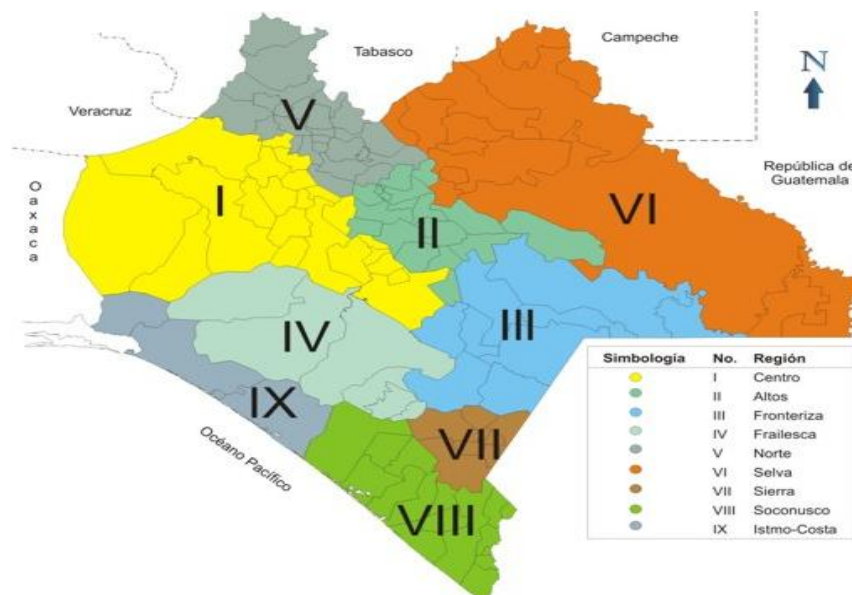 Campeche
Tabasco
N
Veracruz
V
República de
Guatemala
Oaxaca
I
VI
II
III
IV
IX
VII
Océano Pacífico
VIII
Simbología No. Región
I Centro
II Altos
III Fronteriza
IV Frailesca
V Norte
VI Selva
VII Sierra
VIII Soconusco
IX Istmo-Costa